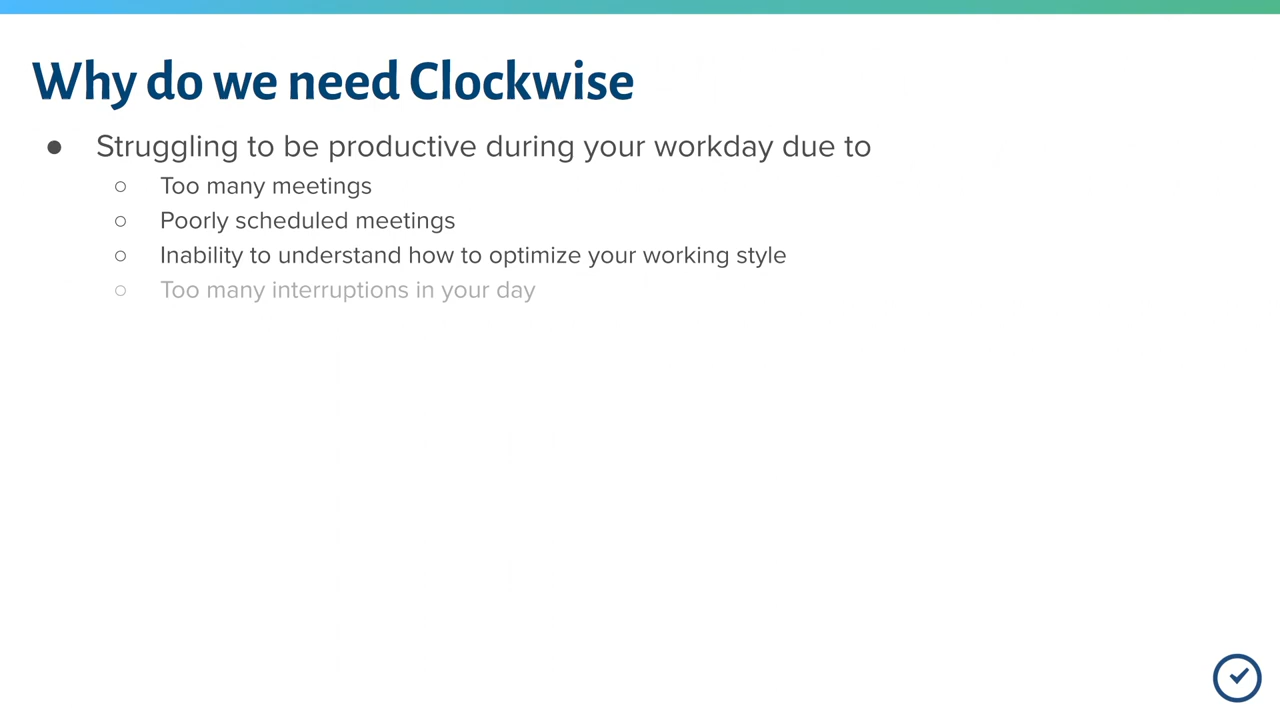 Why do we need Clockwise
● Struggling to be productive during your workday due to
○ Too many meetings
○ Poorly scheduled meetings
○ Inability to understand how to optimize your working style
○ Too many interruptions in your day